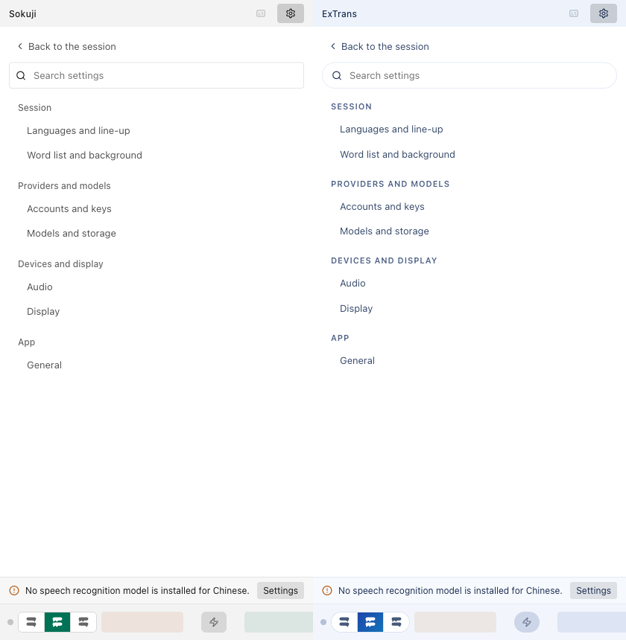 Sokuji
Back to the session
Search settings
Session
Languages and line-up
Word list and background
Providers and models
Accounts and keys
Models and storage
Devices and display
Audio
Display
App
General
No speech recognition model is installed for Chinese. Settings
ExTrans
Back to the session
Search settings
SESSION
Languages and line-up
Word list and background
PROVIDERS AND MODELS
Accounts and keys
Models and storage
DEVICES AND DISPLAY
Audio
Display
APP
General
No speech recognition model is installed for Chinese. Settings